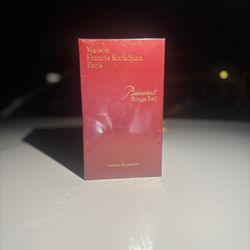 Maison
Francis Kurkdjian
Paris
Baccarat
Rouge 540
Extrait de parfum